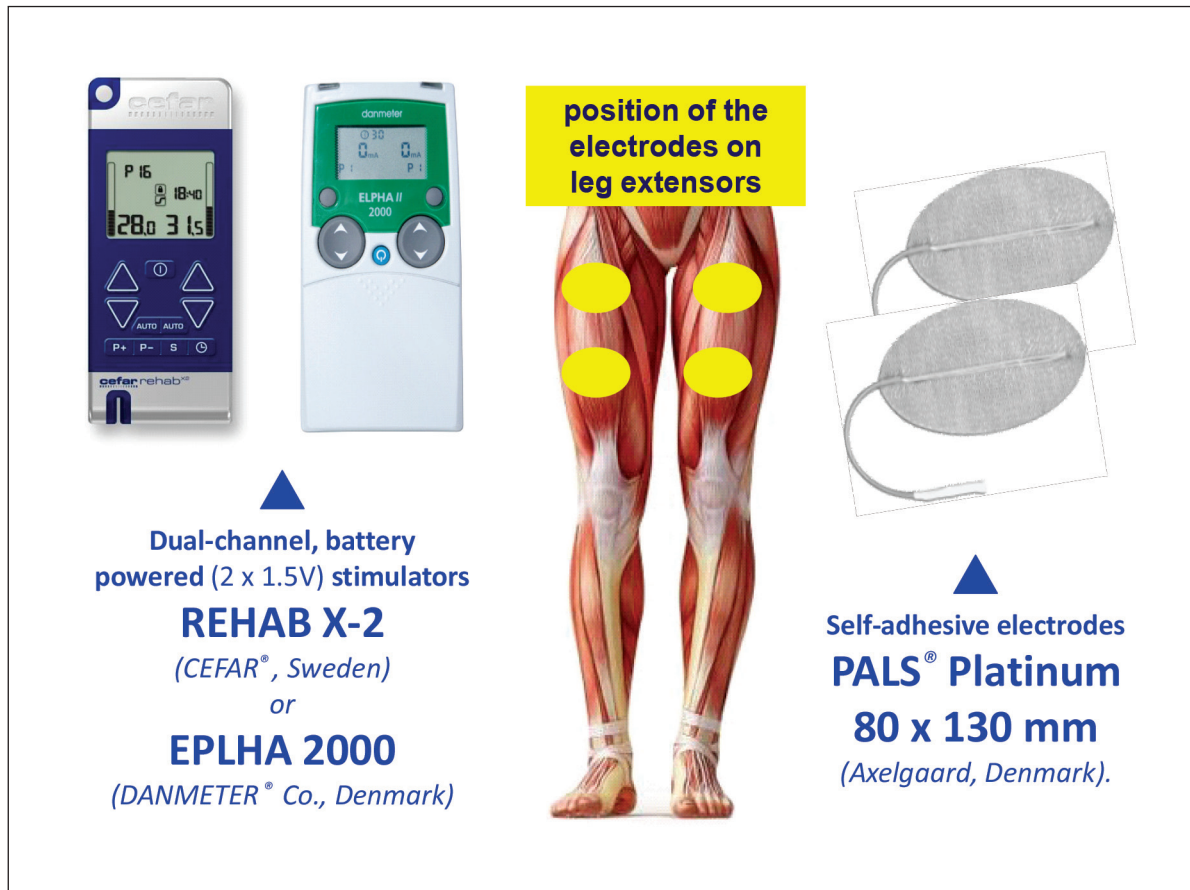 cefar
P 16
18:40
28,0 31,5
AUTO AUTO
P+ P- S
cefar rehab x2
danmeter
30
0mA 0mA
P1 P1
ELPHA II
2000
position of the
electrodes on
leg extensors
Dual-channel, battery
powered (2 x 1.5V) stimulators
REHAB X-2
(CEFAR®, Sweden)
or
EPLHA 2000
(DANMETER® Co., Denmark)
Self-adhesive electrodes
PALS® Platinum
80 x 130 mm
(Axelgaard, Denmark).